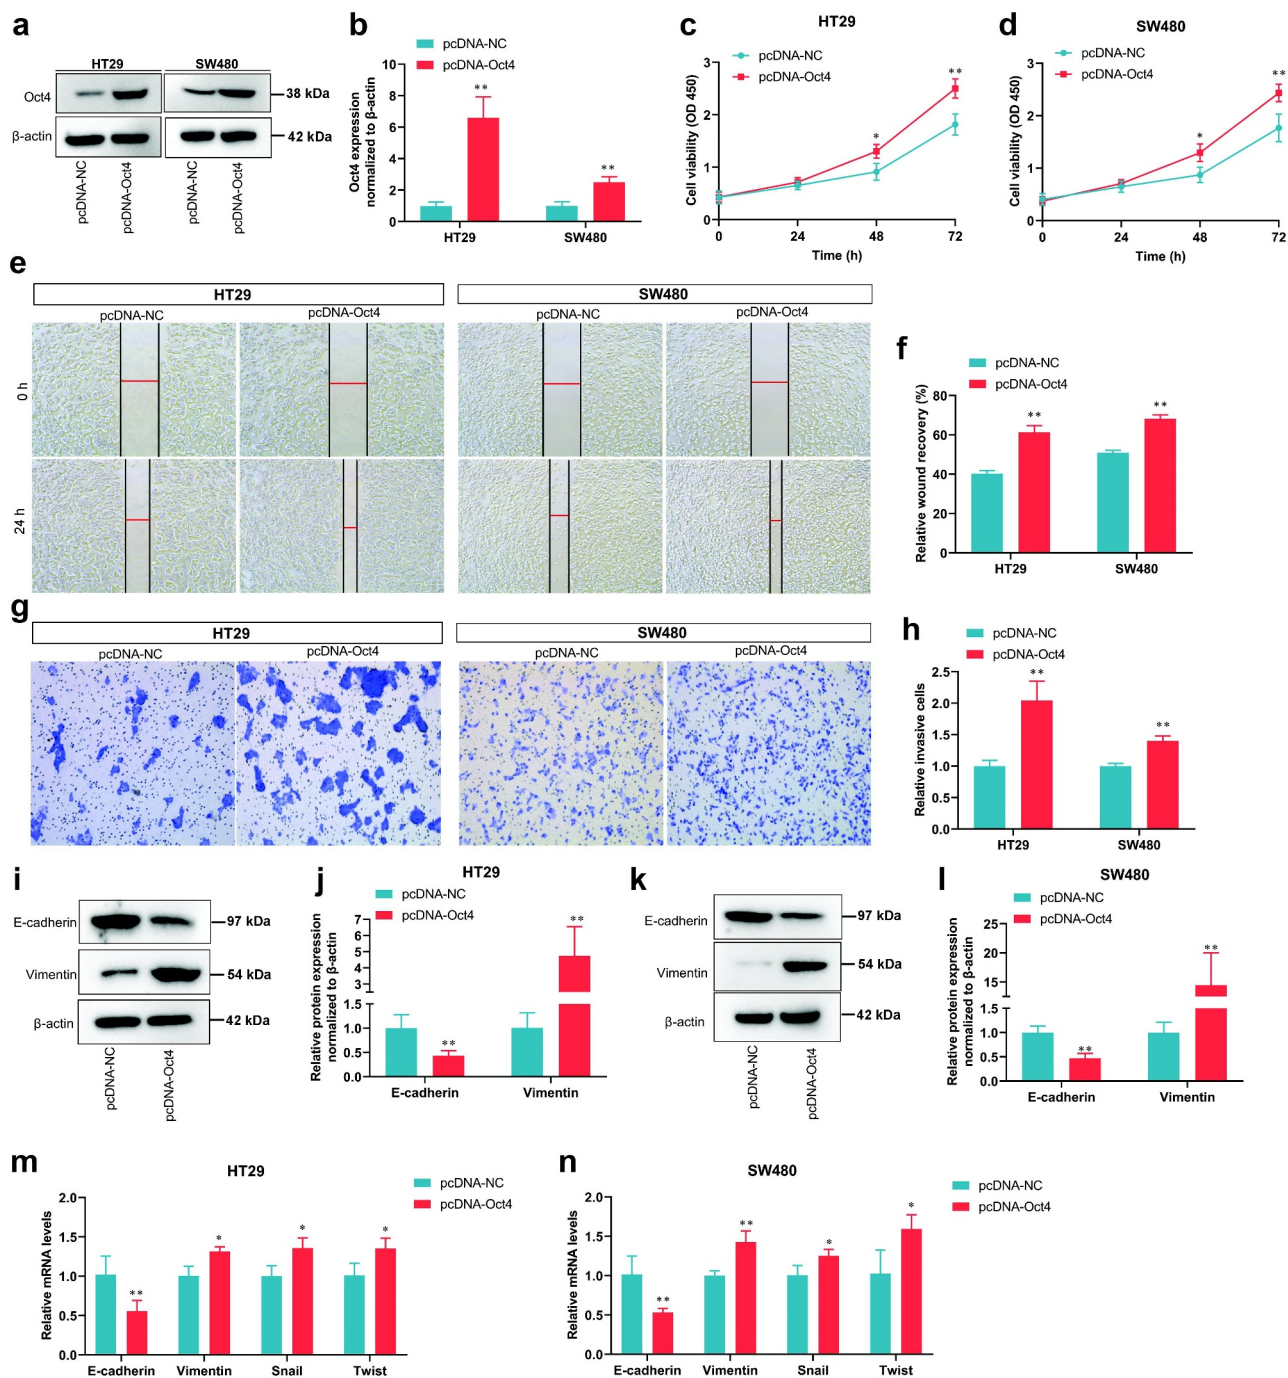 a
HT29 SW480
Oct4
38 kDa
β-actin
42 kDa
pcDNA-NC
pcDNA-Oct4
pcDNA-NC
pcDNA-Oct4
b
pcDNA-NC
pcDNA-Oct4
Oct4 expression
normalized to β-actin
10
8
6
4
2
0
**
**
HT29 SW480
c
HT29
pcDNA-NC
pcDNA-Oct4
Cell viability (OD 450)
3
2
1
0
*
**
0 24 48 72
Time (h)
d
SW480
pcDNA-NC
pcDNA-Oct4
Cell viability (OD 450)
3
2
1
0
*
**
0 24 48 72
Time (h)
e
HT29 SW480
pcDNA-NC pcDNA-Oct4 pcDNA-NC pcDNA-Oct4
0 h
24 h
f
pcDNA-NC
pcDNA-Oct4
Relative wound recovery (%)
80
60
40
20
0
**
**
HT29 SW480
g
HT29 SW480
pcDNA-NC pcDNA-Oct4 pcDNA-NC pcDNA-Oct4
h
pcDNA-NC
pcDNA-Oct4
Relative invasive cells
2.5
2.0
1.5
1.0
0.5
0.0
**
**
HT29 SW480
i
E-cadherin
97 kDa
Vimentin
54 kDa
β-actin
42 kDa
pcDNA-NC
pcDNA-Oct4
j
HT29
pcDNA-NC
pcDNA-Oct4
Relative protein expression
normalized to β-actin
7
6
5
4
3
1.5
1.0
0.5
0.0
**
**
E-cadherin Vimentin
k
E-cadherin
97 kDa
Vimentin
54 kDa
β-actin
42 kDa
pcDNA-NC
pcDNA-Oct4
l
SW480
pcDNA-NC
pcDNA-Oct4
Relative protein expression
normalized to β-actin
25
20
15
1.5
1.0
0.5
0.0
**
**
E-cadherin Vimentin
m
HT29
pcDNA-NC
pcDNA-Oct4
Relative mRNA levels
2.0
1.5
1.0
0.5
0.0
**
*
*
*
E-cadherin Vimentin Snail Twist
n
SW480
pcDNA-NC
pcDNA-Oct4
Relative mRNA levels
2.0
1.5
1.0
0.5
0.0
**
**
*
*
E-cadherin Vimentin Snail Twist